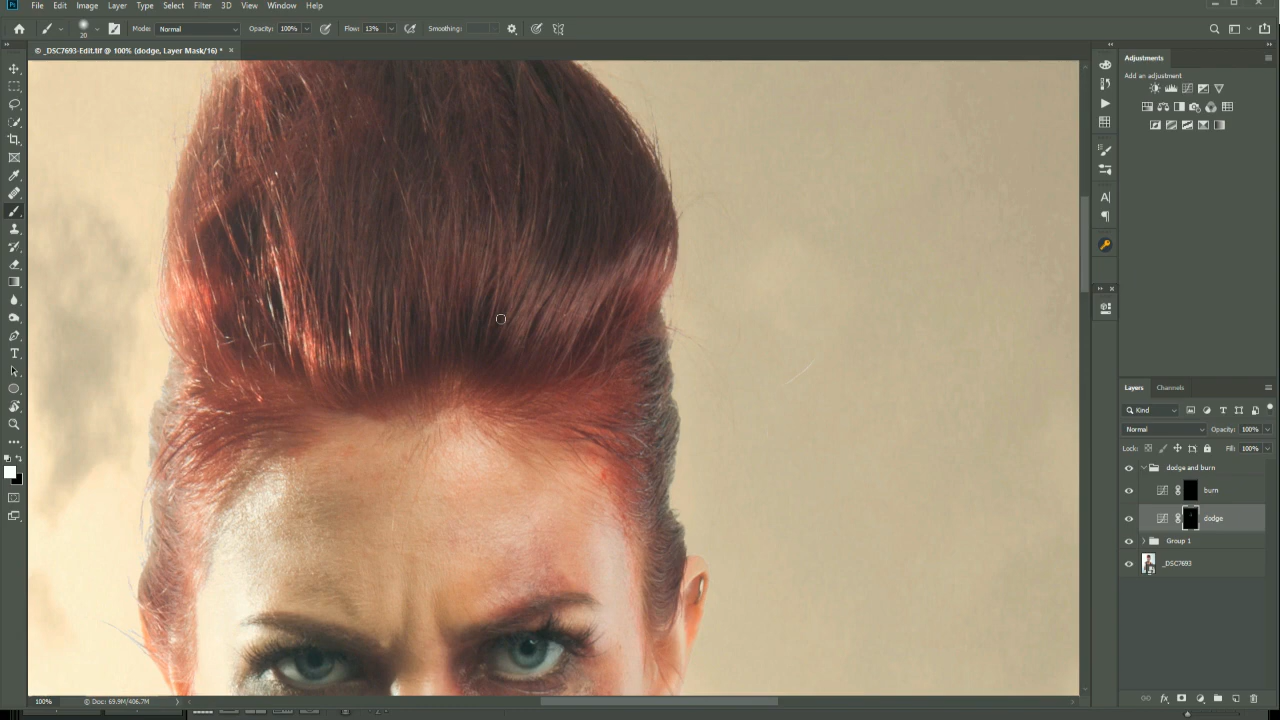 Ps File Edit Image Layer Type Select Filter 3D View Window Help
20 Mode: Normal Opacity: 100% Flow: 13% Smoothing:
© _DSC7693-Edit.tif @ 100% (dodge, Layer Mask/16) * ×
Adjustments
Add an adjustment
Layers Channels
Kind
Normal Opacity: 100%
Lock: Fill: 100%
dodge and burn
burn
dodge
Group 1
_DSC7693
100% © Doc: 69.9M/406.7M